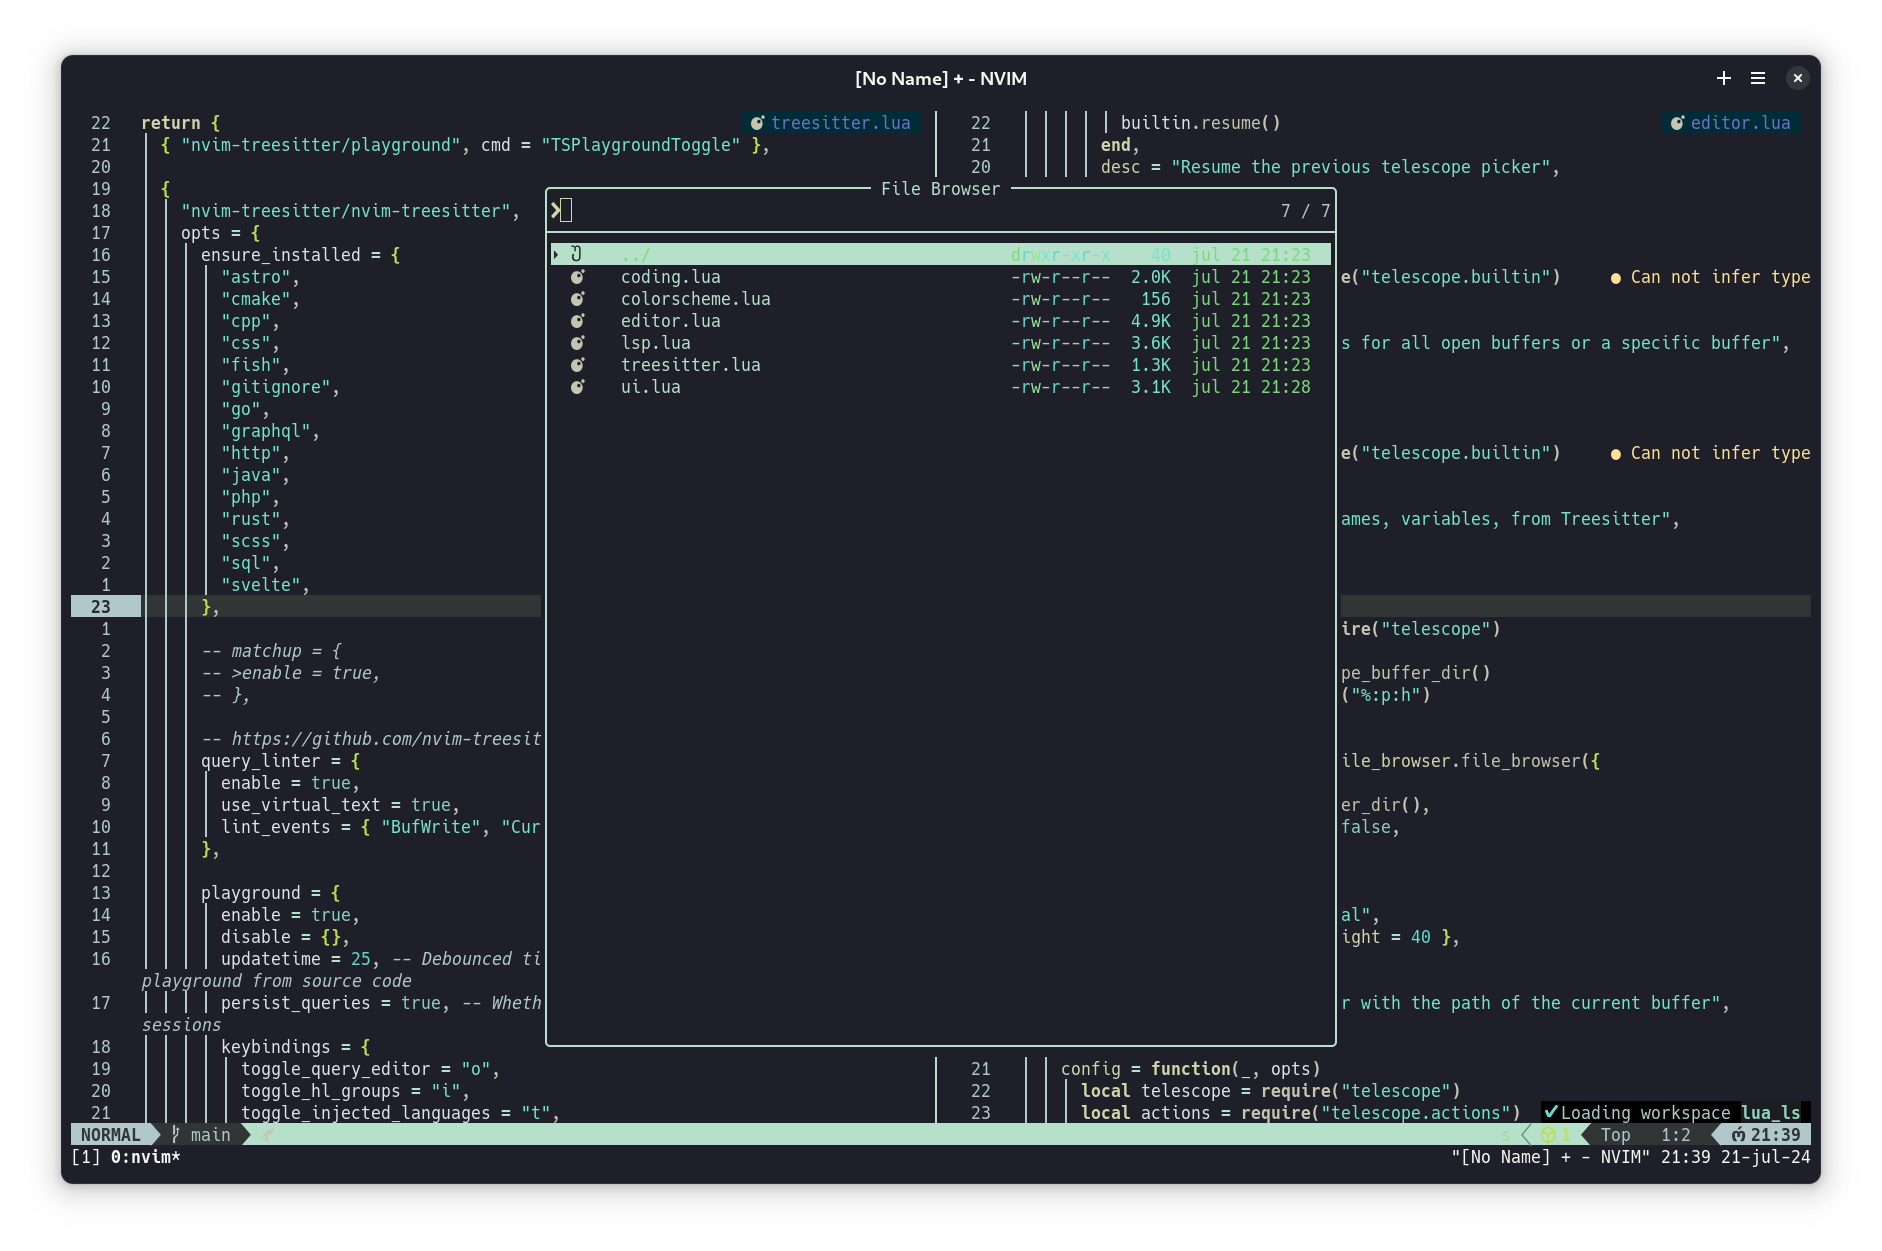 [No Name] + - NVIM
22 return { treesitter.lua
21 { "nvim-treesitter/playground", cmd = "TSPlaygroundToggle" },
20
19 {
18 "nvim-treesitter/nvim-treesitter",
17 opts = {
16 ensure_installed = {
15 "astro",
14 "cmake",
13 "cpp",
12 "css",
11 "fish",
10 "gitignore",
9 "go",
8 "graphql",
7 "http",
6 "java",
5 "php",
4 "rust",
3 "scss",
2 "sql",
1 "svelte",
23 },
1
2 -- matchup = {
3 -- >enable = true,
4 -- },
5
6 -- https://github.com/nvim-treesit
7 query_linter = {
8 enable = true,
9 use_virtual_text = true,
10 lint_events = { "BufWrite", "Cur
11 },
12
13 playground = {
14 enable = true,
15 disable = {},
16 updatetime = 25, -- Debounced ti
playground from source code
17 persist_queries = true, -- Wheth
sessions
18 keybindings = {
19 toggle_query_editor = "o",
20 toggle_hl_groups = "i",
21 toggle_injected_languages = "t",
File Browser
7 / 7
../ drwxr-xr-x 40 jul 21 21:23
coding.lua -rw-r--r-- 2.0K jul 21 21:23
colorscheme.lua -rw-r--r-- 156 jul 21 21:23
editor.lua -rw-r--r-- 4.9K jul 21 21:23
lsp.lua -rw-r--r-- 3.6K jul 21 21:23
treesitter.lua -rw-r--r-- 1.3K jul 21 21:23
ui.lua -rw-r--r-- 3.1K jul 21 21:28
22 builtin.resume() editor.lua
21 end,
20 desc = "Resume the previous telescope picker",
e("telescope.builtin") ● Can not infer type
s for all open buffers or a specific buffer",
e("telescope.builtin") ● Can not infer type
ames, variables, from Treesitter",
ire("telescope")
pe_buffer_dir()
("%:p:h")
ile_browser.file_browser({
er_dir(),
false,
al",
ight = 40 },
r with the path of the current buffer",
21 config = function(_, opts)
22 local telescope = require("telescope")
23 local actions = require("telescope.actions") ✔Loading workspace lua_ls
NORMAL main s 1 Top 1:2 21:39
[1] 0:nvim* "[No Name] + - NVIM" 21:39 21-jul-24